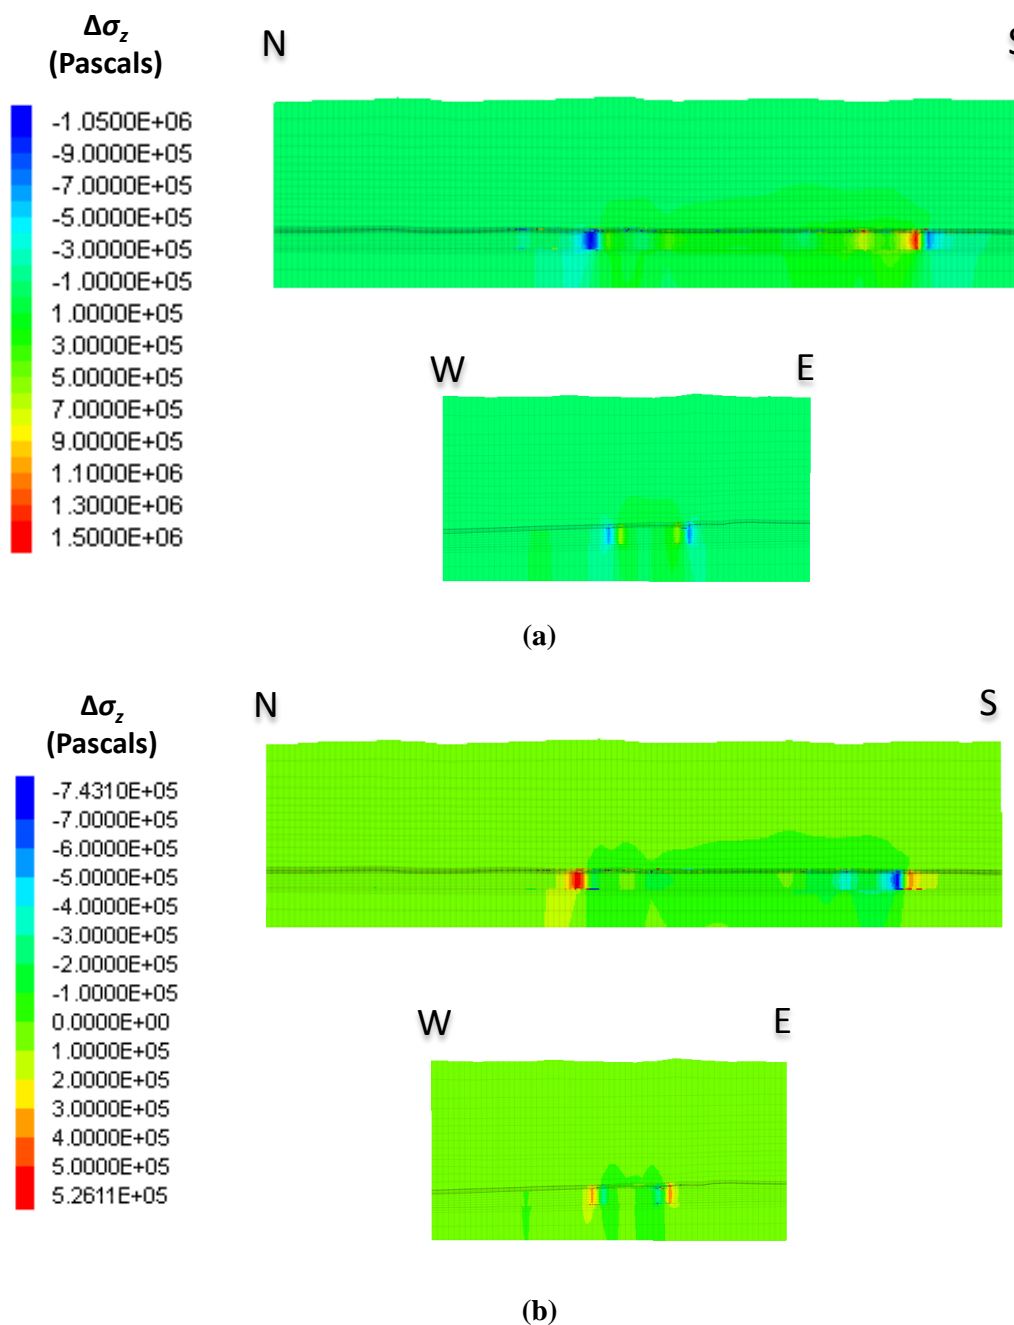 Δσz
(Pascals)
N
S
-1.0500E+06
-9.0000E+05
-7.0000E+05
-5.0000E+05
-3.0000E+05
-1.0000E+05
1.0000E+05
3.0000E+05
5.0000E+05
7.0000E+05
9.0000E+05
1.1000E+06
1.3000E+06
1.5000E+06
W
E
(a)
Δσz
(Pascals)
N
S
-7.4310E+05
-7.0000E+05
-6.0000E+05
-5.0000E+05
-4.0000E+05
-3.0000E+05
-2.0000E+05
-1.0000E+05
0.0000E+00
1.0000E+05
2.0000E+05
3.0000E+05
4.0000E+05
5.0000E+05
5.2611E+05
W
E
(b)